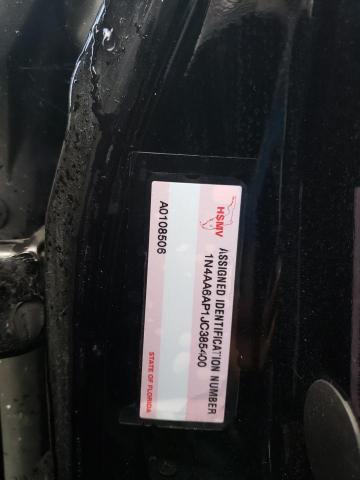 HSMV
ASSIGNED IDENTIFICATION NUMBER
1N4AA6AP1JC385400
A0108506
STATE OF FLORIDA